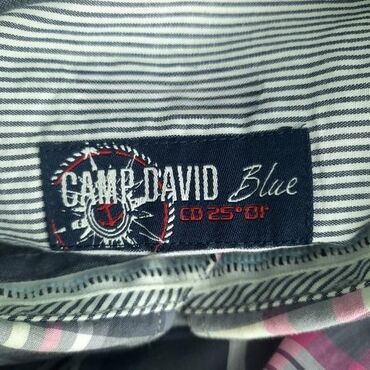 CAMP DAVID Blue
CD 25°01